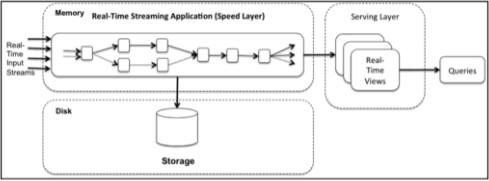 Memory
Real-Time Streaming Application (Speed Layer)
Serving Layer
Real-
Time
Input
Streams
Real-
Time
Views
Queries
Disk
Storage